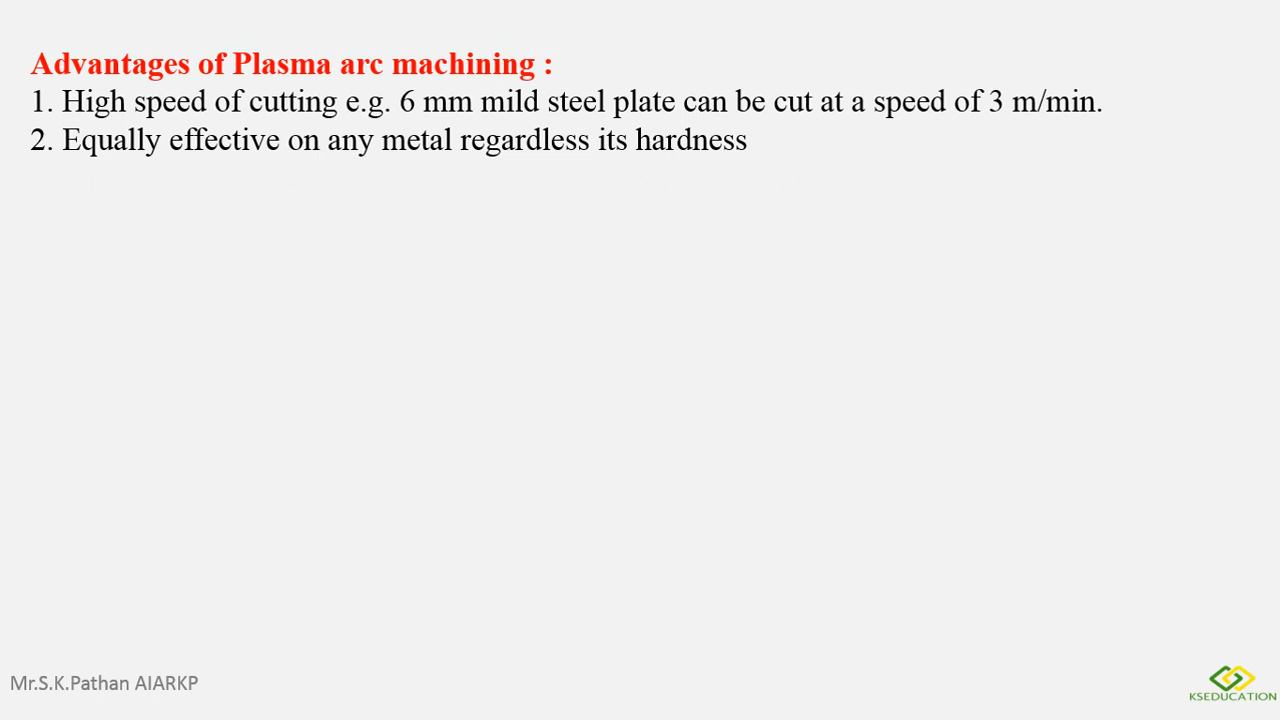 Advantages of Plasma arc machining :
1. High speed of cutting e.g. 6 mm mild steel plate can be cut at a speed of 3 m/min.
2. Equally effective on any metal regardless its hardness
Mr.S.K.Pathan AIARKP
KSEDUCATION